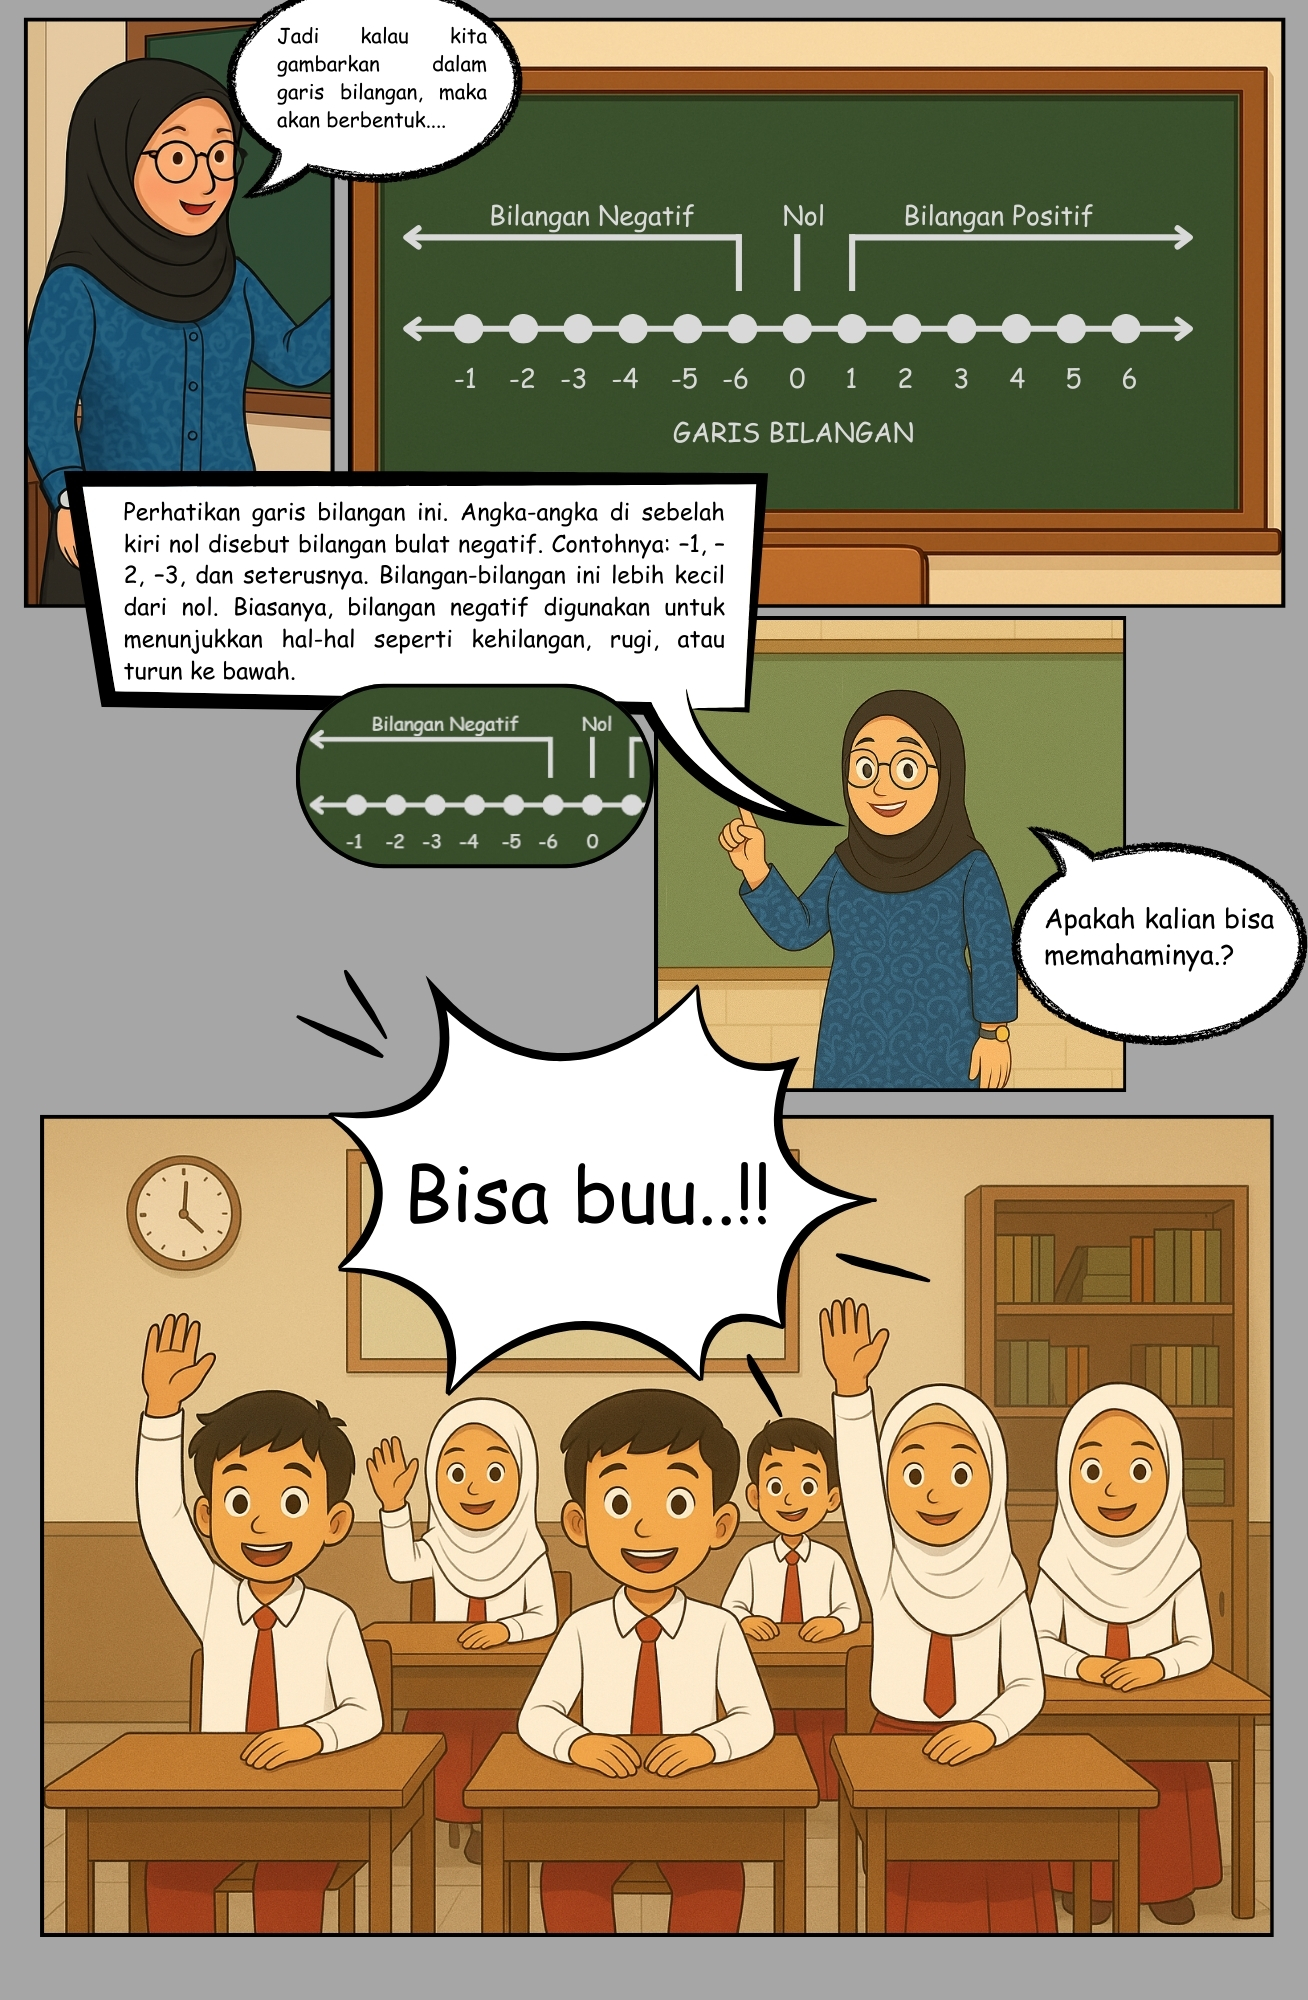 Jadi kalau kita
gambarkan dalam
garis bilangan, maka
akan berbentuk....
Bilangan Negatif Nol Bilangan Positif
-1 -2 -3 -4 -5 -6 0 1 2 3 4 5 6
GARIS BILANGAN
Perhatikan garis bilangan ini. Angka-angka di sebelah
kiri nol disebut bilangan bulat negatif. Contohnya: –1, –
2, –3, dan seterusnya. Bilangan-bilangan ini lebih kecil
dari nol. Biasanya, bilangan negatif digunakan untuk
menunjukkan hal-hal seperti kehilangan, rugi, atau
turun ke bawah.
Bilangan Negatif Nol
-1 -2 -3 -4 -5 -6 0
Apakah kalian bisa
memahaminya.?
Bisa buu..!!